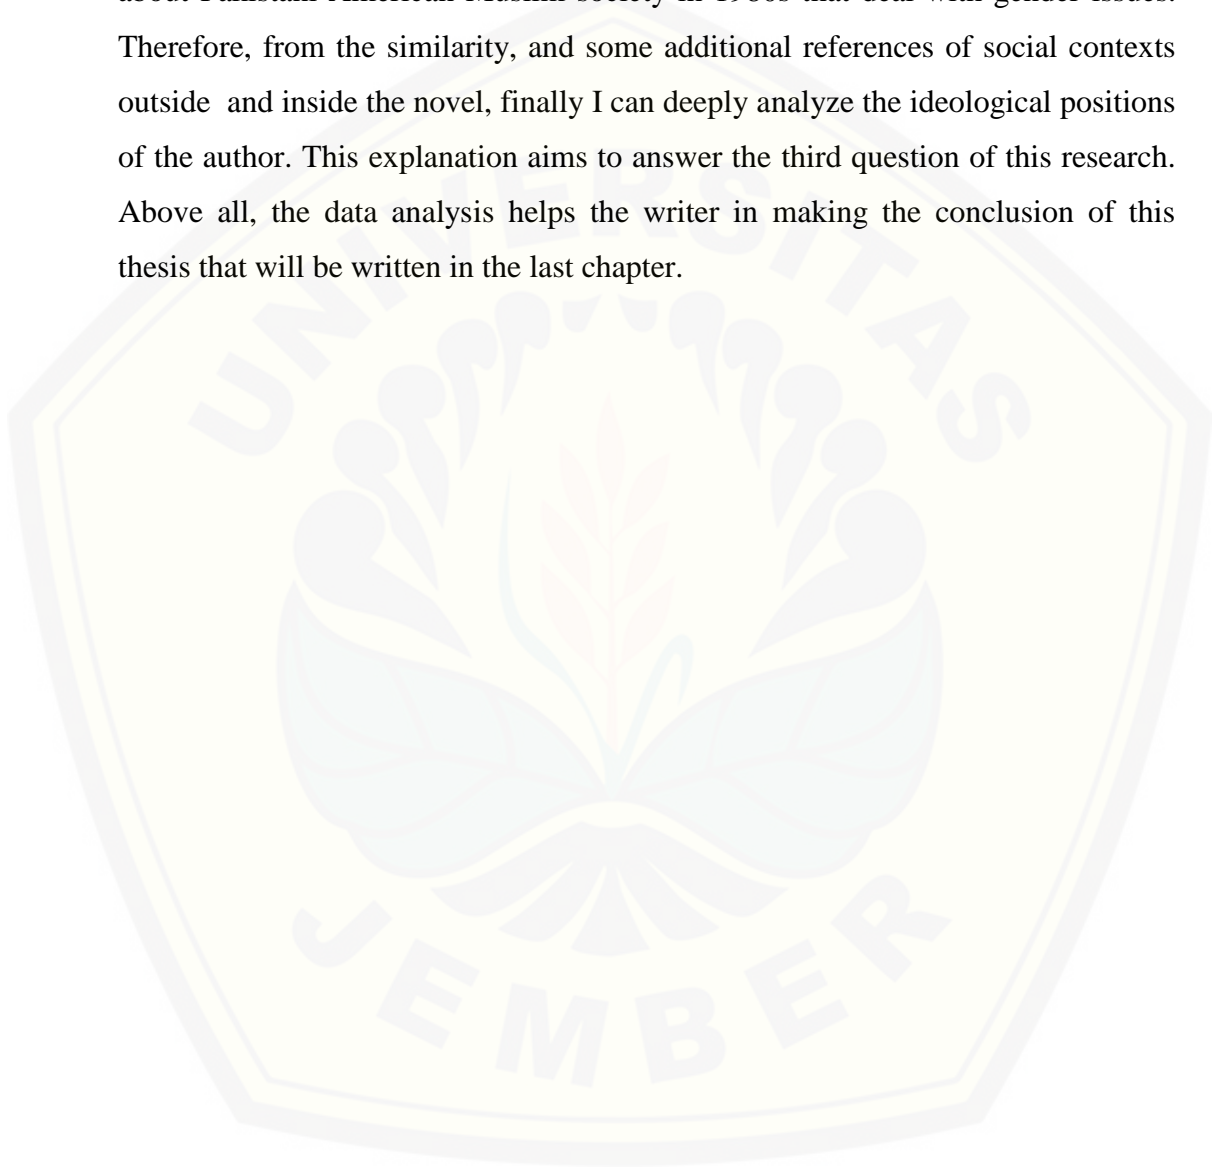 about Pakistani American Muslim society in 1980s that deal with gender issues.
Therefore, from the similarity, and some additional references of social contexts
outside and inside the novel, finally I can deeply analyze the ideological positions
of the author. This explanation aims to answer the third question of this research.
Above all, the data analysis helps the writer in making the conclusion of this
thesis that will be written in the last chapter.
UNIVERSITAS
JEMBER